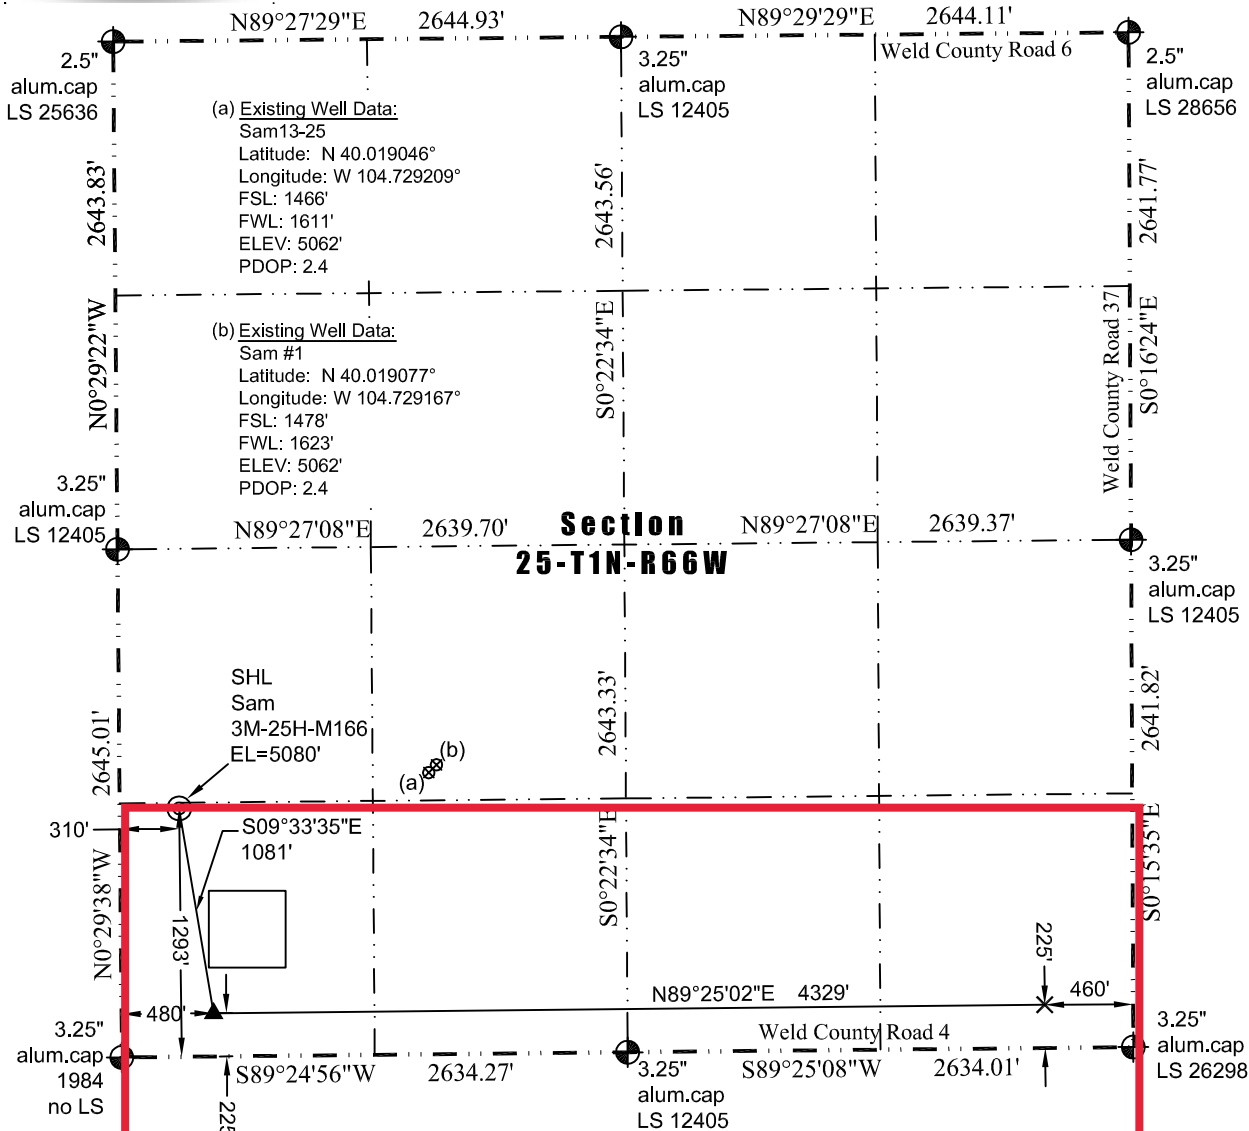 N89°27'29"E 2644.93' N89°29'29"E 2644.11'
Weld County Road 6
2.5"
alum.cap
LS 25636
3.25"
alum.cap
LS 12405
2.5"
alum.cap
LS 28656
(a) Existing Well Data:
Sam13-25
Latitude: N 40.019046°
Longitude: W 104.729209°
FSL: 1466'
FWL: 1611'
ELEV: 5062'
PDOP: 2.4
2643.83'
2643.56'
2641.77'
(b) Existing Well Data:
Sam #1
Latitude: N 40.019077°
Longitude: W 104.729167°
FSL: 1478'
FWL: 1623'
ELEV: 5062'
PDOP: 2.4
N0°29'22"W
S0°22'34"E
Weld County Road 37
S0°16'24"E
3.25"
alum.cap
LS 12405
N89°27'08"E 2639.70' N89°27'08"E 2639.37'
Section
25-T1N-R66W
3.25"
alum.cap
LS 12405
SHL
Sam
3M-25H-M166
EL=5080'
2645.01'
2643.33'
2641.82'
(b)
(a)
310'
S09°33'35"E
1081'
N0°29'38"W
S0°22'34"E
S0°15'35"E
1293'
225'
480'
N89°25'02"E 4329'
460'
Weld County Road 4
3.25"
alum.cap
1984
no LS
S89°24'56"W 2634.27' S89°25'08"W 2634.01'
3.25"
alum.cap
LS 12405
3.25"
alum.cap
LS 26298
225